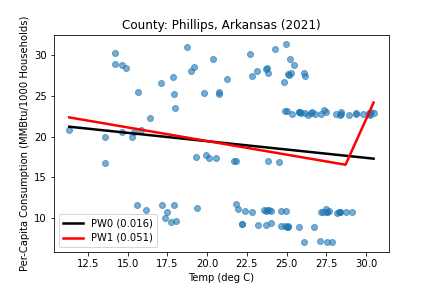 County: Phillips, Arkansas (2021)
Per-Capita Consumption (MMBtu/1000 Households)
30
25
20
15
10
PW0 (0.016)
PW1 (0.051)
12.5 15.0 17.5 20.0 22.5 25.0 27.5 30.0
Temp (deg C)